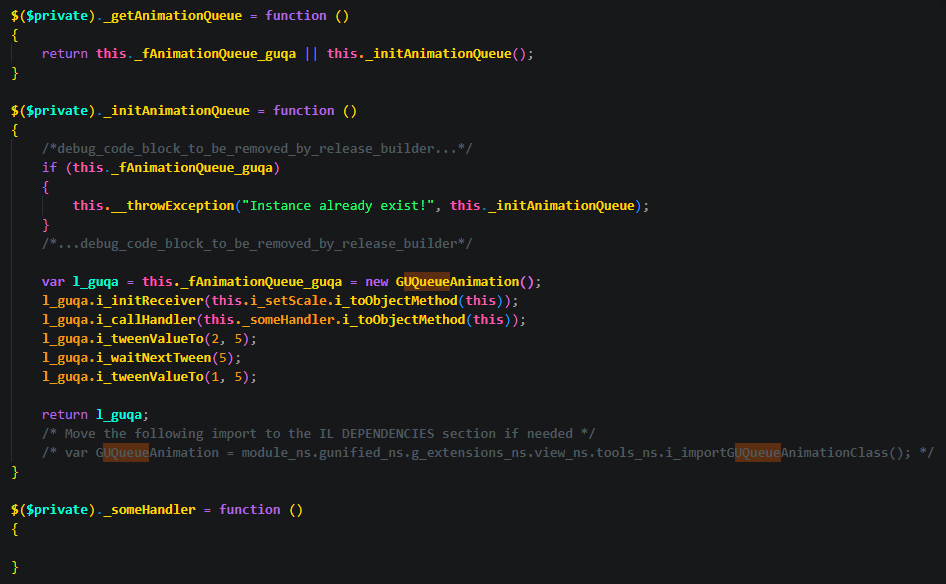 $($private)._getAnimationQueue = function ()
{
    return this._fAnimationQueue_guqa || this._initAnimationQueue();
}

$($private)._initAnimationQueue = function ()
{
    /*debug_code_block_to_be_removed_by_release_builder...*/
    if (this._fAnimationQueue_guqa)
    {
        this.__throwException("Instance already exist!", this._initAnimationQueue);
    }
    /*...debug_code_block_to_be_removed_by_release_builder*/

    var l_guqa = this._fAnimationQueue_guqa = new GUQueueAnimation();
    l_guqa.i_initReceiver(this.i_setScale.i_toObjectMethod(this));
    l_guqa.i_callHandler(this._someHandler.i_toObjectMethod(this));
    l_guqa.i_tweenValueTo(2, 5);
    l_guqa.i_waitNextTween(5);
    l_guqa.i_tweenValueTo(1, 5);

    return l_guqa;
    /* Move the following import to the IL DEPENDENCIES section if needed */
    /* var GUQueueAnimation = module_ns.gunified_ns.g_extensions_ns.view_ns.tools_ns.i_importGUQueueAnimationClass(); */
}

$($private)._someHandler = function ()
{

}